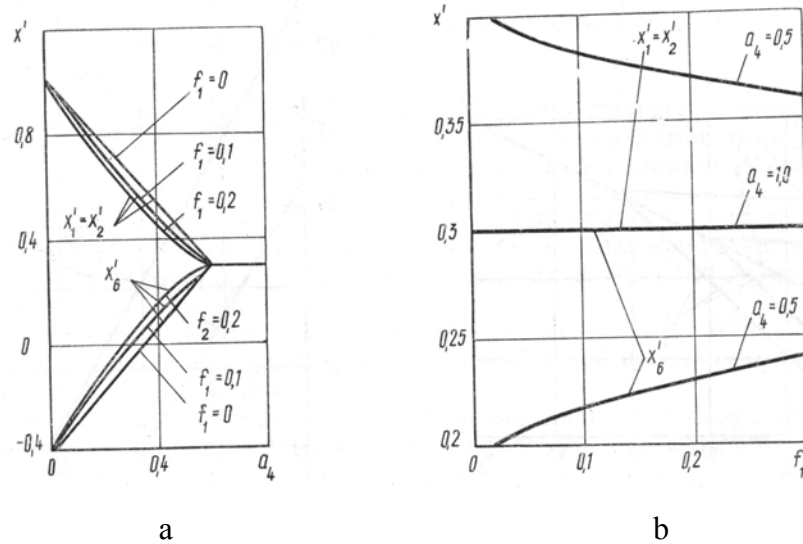 x'
f₁=0
0,8
f₁=0,1
f₁=0,2
x'₁=x'₂
0,4
x'₆
f₂=0,2
0
f₁=0,1
f₁=0
-0,4
0
0,4
a₄
a
x'
x'₁=x'₂
a₄=0,5
0,35
a₄=1,0
0,3
a₄=0,5
0,25
x'₆
0,2
0
0,1
0,2
f₁
b